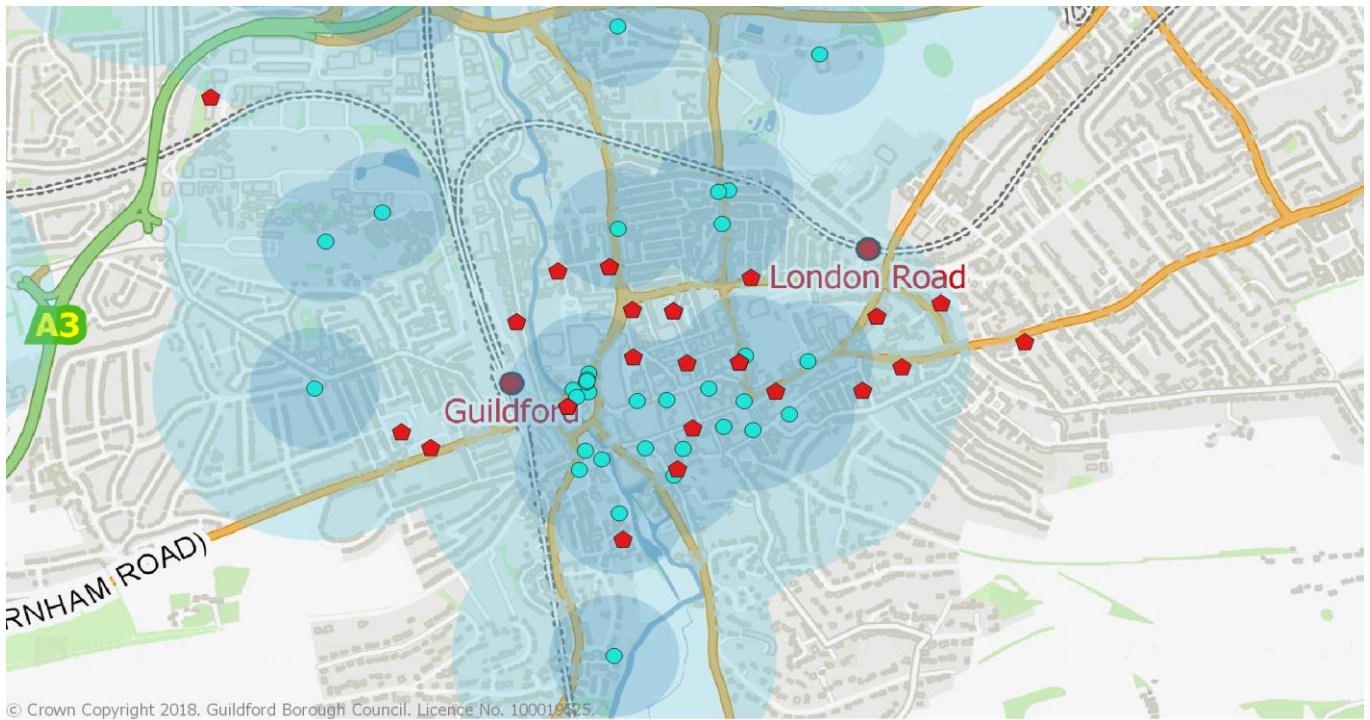 London Road
A3
Guildford
RNHAM ROAD)
© Crown Copyright 2018. Guildford Borough Council. Licence No. 100019625.